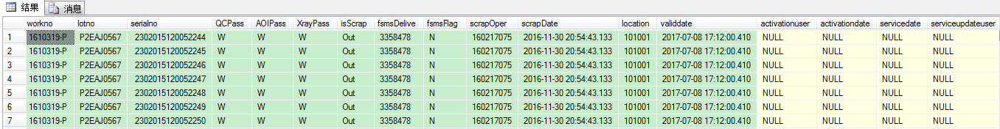 结果 消息
workno lotno serialno QCPass AOIPass XrayPass isScrap fsmsDelive fsmsFlag scrapOper scrapDate location validdate activationuser activationdate servicedate serviceupdateuser
1 1610319-P P2EAJ0567 2302015120052244 W W W Out 3358478 N 160217075 2016-11-30 20:54:43.133 101001 2017-07-08 17:12:00.410 NULL NULL NULL NULL
2 1610319-P P2EAJ0567 2302015120052245 W W W Out 3358478 N 160217075 2016-11-30 20:54:43.133 101001 2017-07-08 17:12:00.410 NULL NULL NULL NULL
3 1610319-P P2EAJ0567 2302015120052246 W W W Out 3358478 N 160217075 2016-11-30 20:54:43.133 101001 2017-07-08 17:12:00.410 NULL NULL NULL NULL
4 1610319-P P2EAJ0567 2302015120052247 W W W Out 3358478 N 160217075 2016-11-30 20:54:43.133 101001 2017-07-08 17:12:00.410 NULL NULL NULL NULL
5 1610319-P P2EAJ0567 2302015120052248 W W W Out 3358478 N 160217075 2016-11-30 20:54:43.133 101001 2017-07-08 17:12:00.410 NULL NULL NULL NULL
6 1610319-P P2EAJ0567 2302015120052249 W W W Out 3358478 N 160217075 2016-11-30 20:54:43.133 101001 2017-07-08 17:12:00.410 NULL NULL NULL NULL
7 1610319-P P2EAJ0567 2302015120052250 W W W Out 3358478 N 160217075 2016-11-30 20:54:43.133 101001 2017-07-08 17:12:00.410 NULL NULL NULL NULL